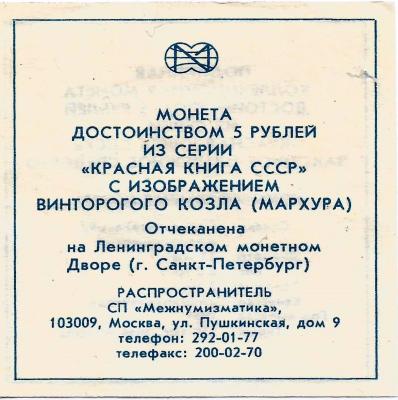 МОНЕТА
ДОСТОИНСТВОМ 5 РУБЛЕЙ
ИЗ СЕРИИ
«КРАСНАЯ КНИГА СССР»
С ИЗОБРАЖЕНИЕМ
ВИНТОРОГОГО КОЗЛА (МАРХУРА)
Отчеканена
на Ленинградском монетном
Дворе (г. Санкт-Петербург)
РАСПРОСТРАНИТЕЛЬ
СП «Межнумизматика»,
103009, Москва, ул. Пушкинская, дом 9
телефон: 292-01-77
телефакс: 200-02-70